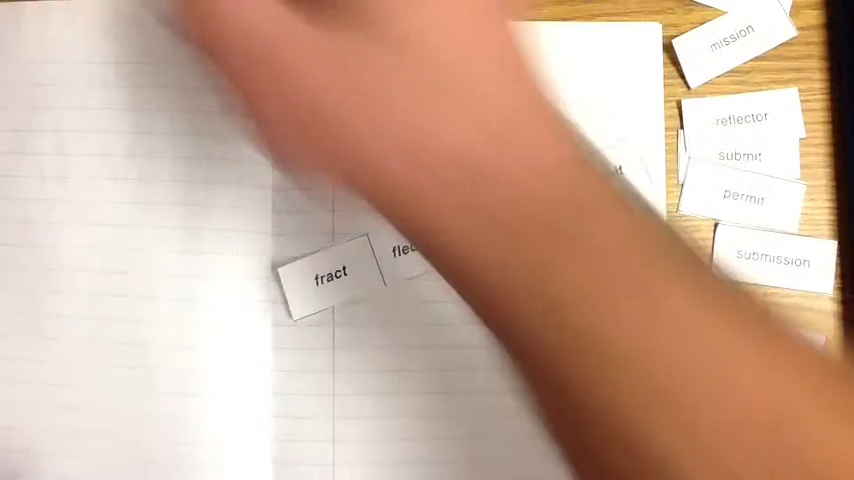 mission
reflector
submit
permit
submission
fract